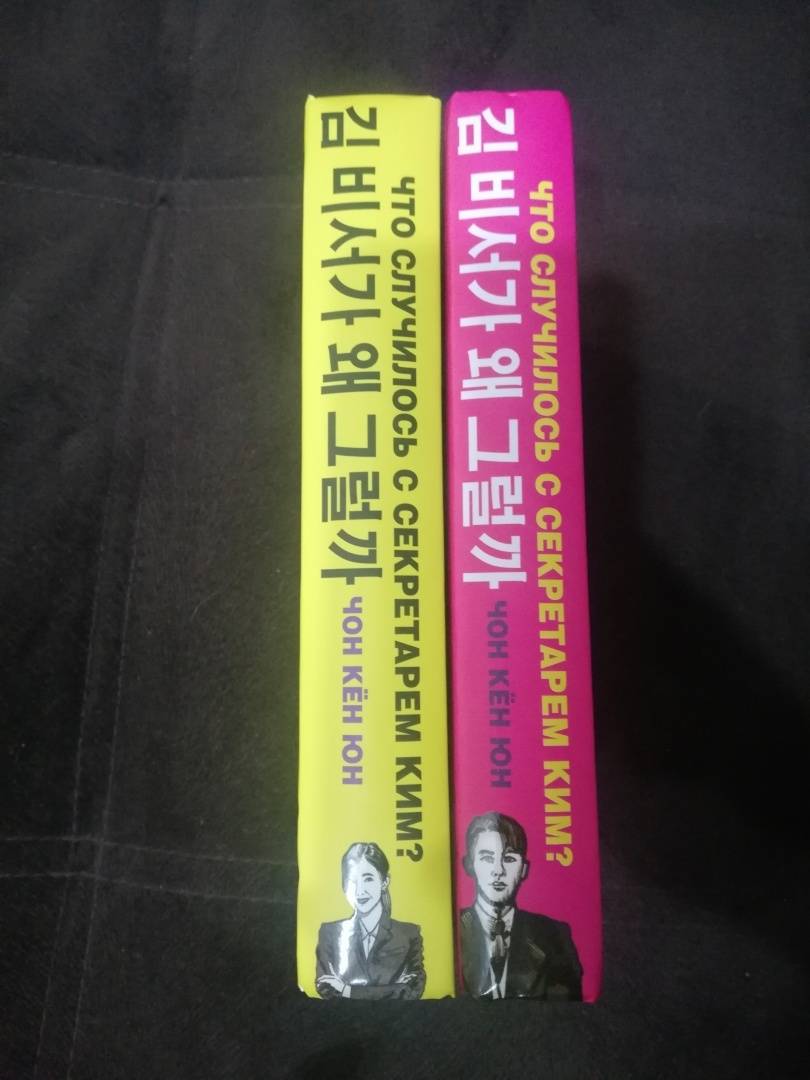 ЧТО СЛУЧИЛОСЬ С СЕКРЕТАРЕМ КИМ?
김 비서가 왜 그럴까
ЧОН КЁН ЮН
ЧТО СЛУЧИЛОСЬ С СЕКРЕТАРЕМ КИМ?
김 비서가 왜 그럴까
ЧОН КЁН ЮН